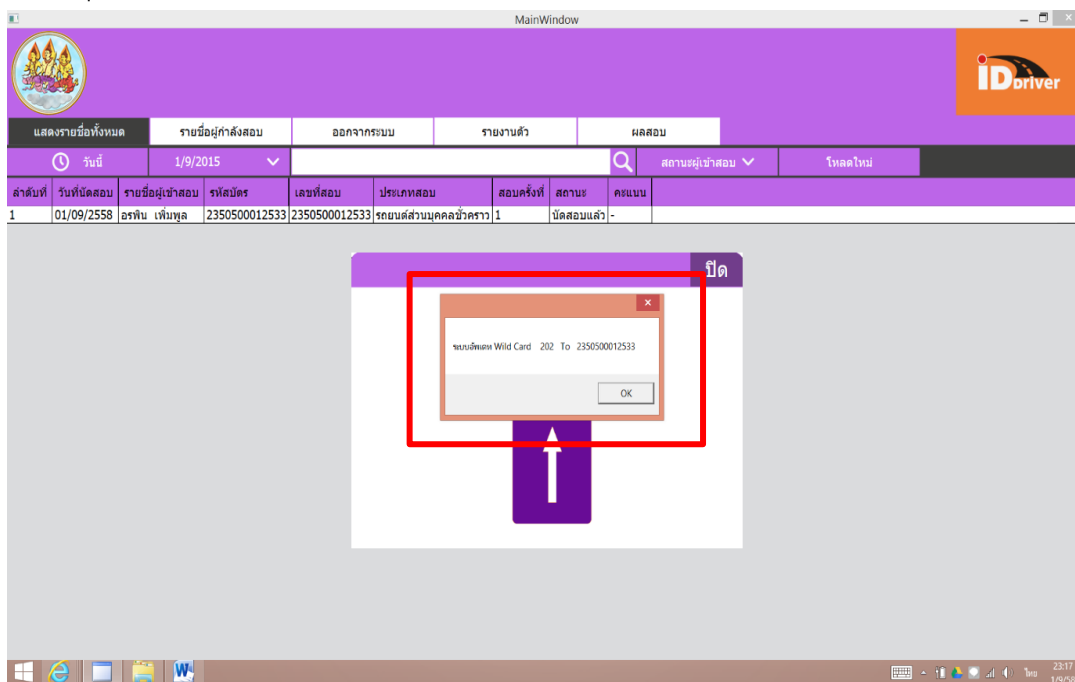 MainWindow
iDDriver
แสดงรายชื่อทั้งหมด รายชื่อผู้กำลังสอบ ออกจากระบบ รายงานตัว ผลสอบ
วันนี้ 1/9/2015 สถานะผู้เข้าสอบ โหลดใหม่
ลำดับที่ วันที่นัดสอบ รายชื่อผู้เข้าสอบ รหัสบัตร เลขที่สอบ ประเภทสอบ สอบครั้งที่ สถานะ คะแนน
1 01/09/2558 อรพิน เพิ่มพูล 2350500012533 2350500012533 รถยนต์ส่วนบุคคลชั่วคราว 1 นัดสอบแล้ว -
ปิด
ระบบอัพเดท Wild Card 202 To 2350500012533
OK
23:17
ไทย
1/9/58